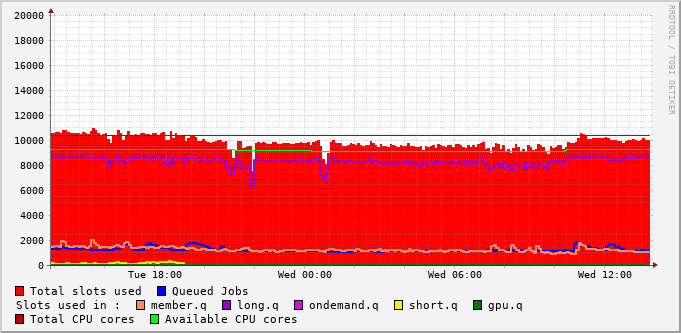 20000
18000
16000
14000
12000
10000
8000
6000
4000
2000
0
Tue 18:00 Wed 00:00 Wed 06:00 Wed 12:00
Total slots used Queued Jobs
Slots used in : member.q long.q ondemand.q short.q gpu.q
Total CPU cores Available CPU cores
RRDTOOL / TOBI OETIKER